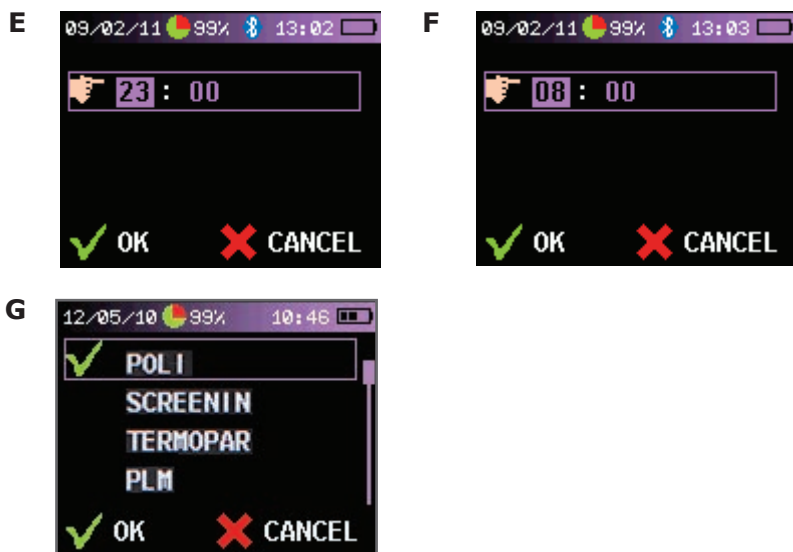 E
09/02/11 99% 13:02
23 : 00
OK CANCEL
F
09/02/11 99% 13:03
08 : 00
OK CANCEL
G
12/05/10 99% 10:46
POLI
SCREENIN
TERMOPAR
PLM
OK CANCEL